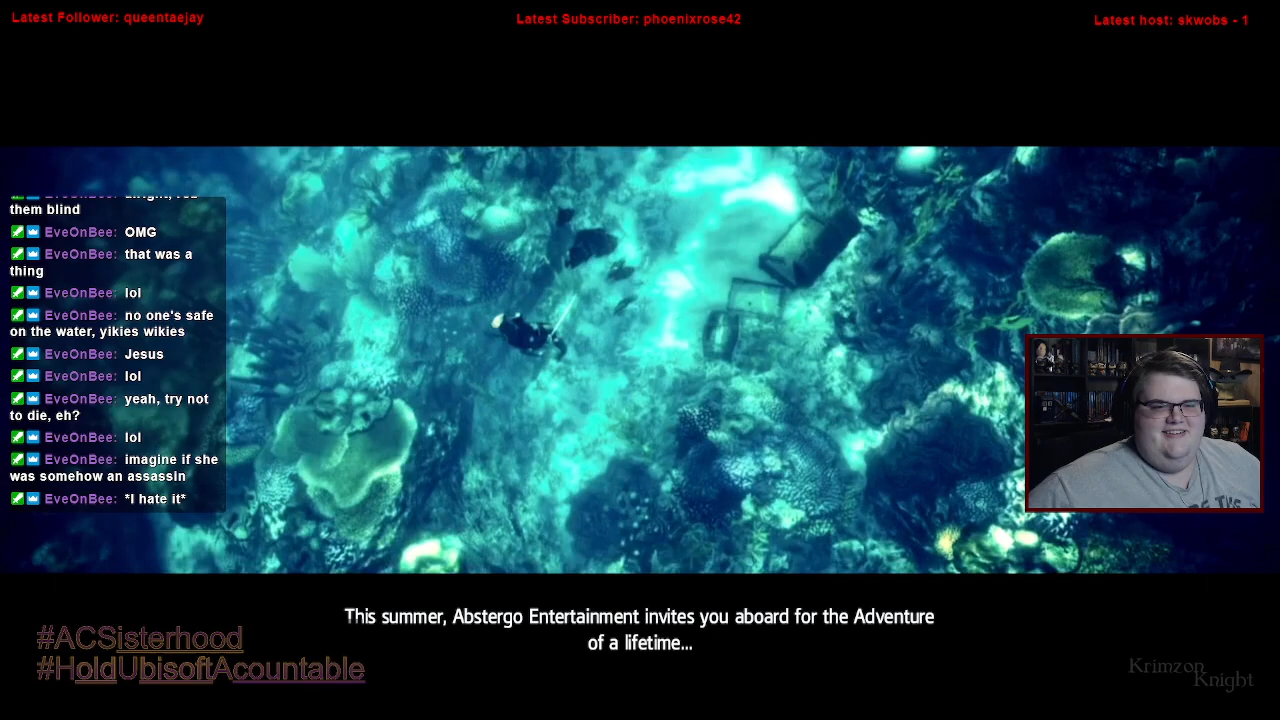 Latest Follower: queentaejay
Latest Subscriber: phoenixrose42
Latest host: skwobs - 1
them blind
EveOnBee: OMG
EveOnBee: that was a
thing
EveOnBee: lol
EveOnBee: no one's safe
on the water, yikies wikies
EveOnBee: Jesus
EveOnBee: lol
EveOnBee: yeah, try not
to die, eh?
EveOnBee: lol
EveOnBee: imagine if she
was somehow an assassin
EveOnBee: *I hate it*
This summer, Abstergo Entertainment invites you aboard for the Adventure
of a lifetime...
#ACSisterhood
#HoldUbisoftAcountable
Krimzon
Knight